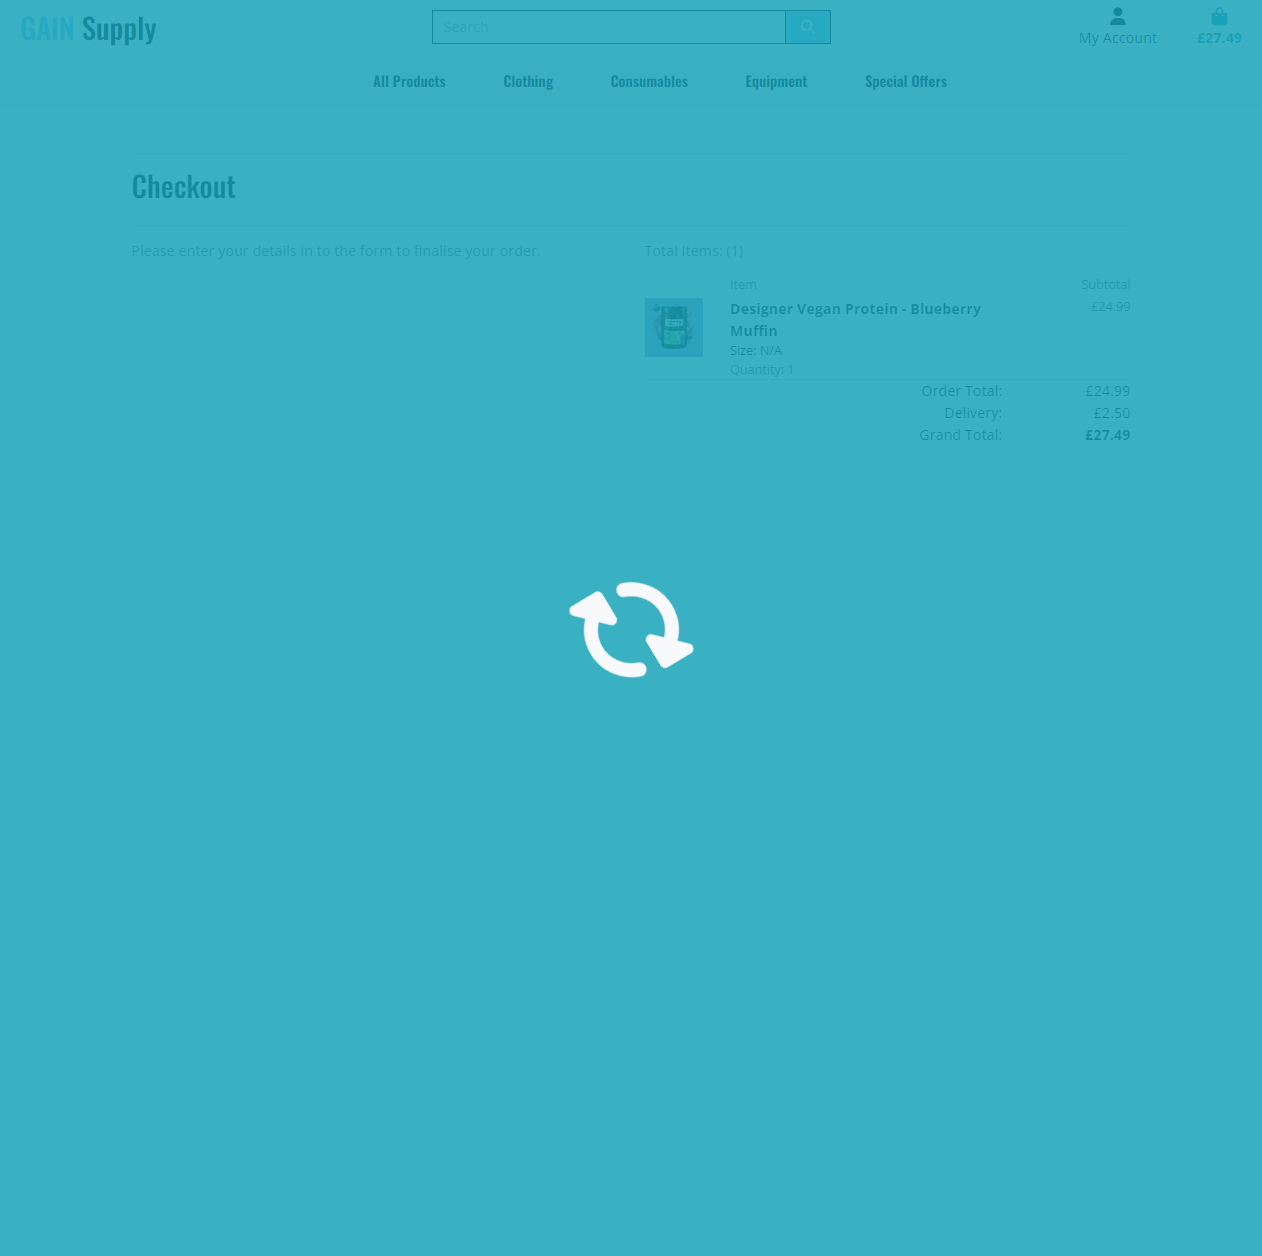 GAIN Supply
Search
My Account
£27.49
All Products
Clothing
Consumables
Equipment
Special Offers
Checkout
Please enter your details in to the form to finalise your order.
Total Items: (1)
Item
Subtotal
Designer Vegan Protein - Blueberry
Muffin
£24.99
Size: N/A
Quantity: 1
Order Total:
£24.99
Delivery:
£2.50
Grand Total:
£27.49